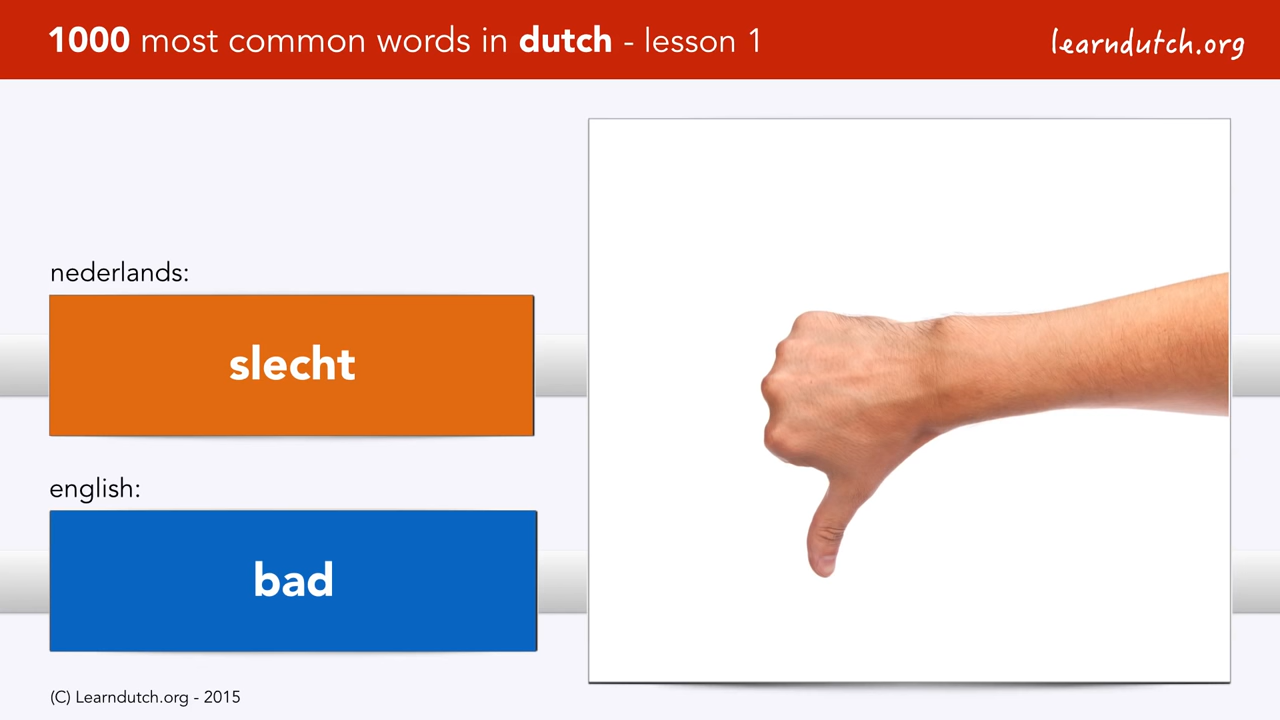 1000 most common words in dutch - lesson 1
learndutch.org
nederlands:
slecht
english:
bad
(C) Learndutch.org - 2015